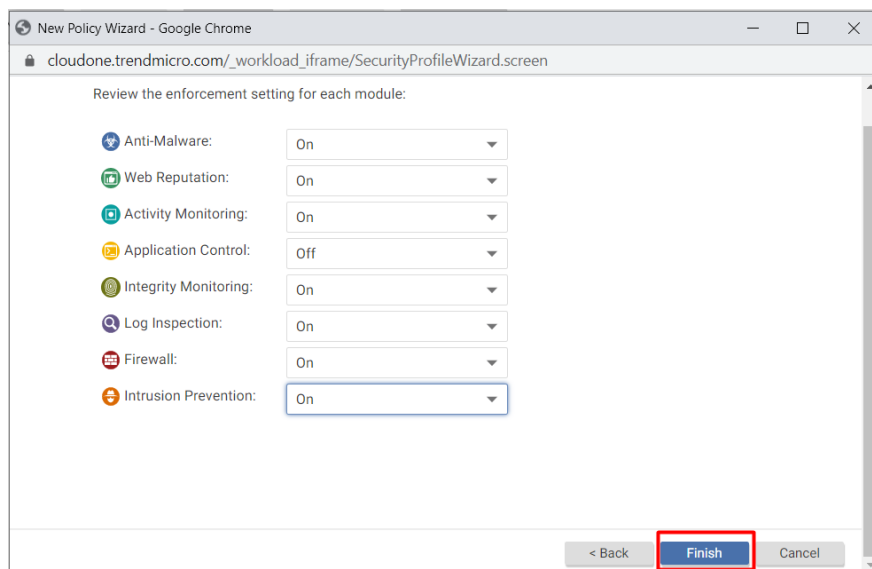 New Policy Wizard - Google Chrome
cloudone.trendmicro.com/_workload_iframe/SecurityProfileWizard.screen
Review the enforcement setting for each module:
Anti-Malware: On
Web Reputation: On
Activity Monitoring: On
Application Control: Off
Integrity Monitoring: On
Log Inspection: On
Firewall: On
Intrusion Prevention: On
< Back Finish Cancel